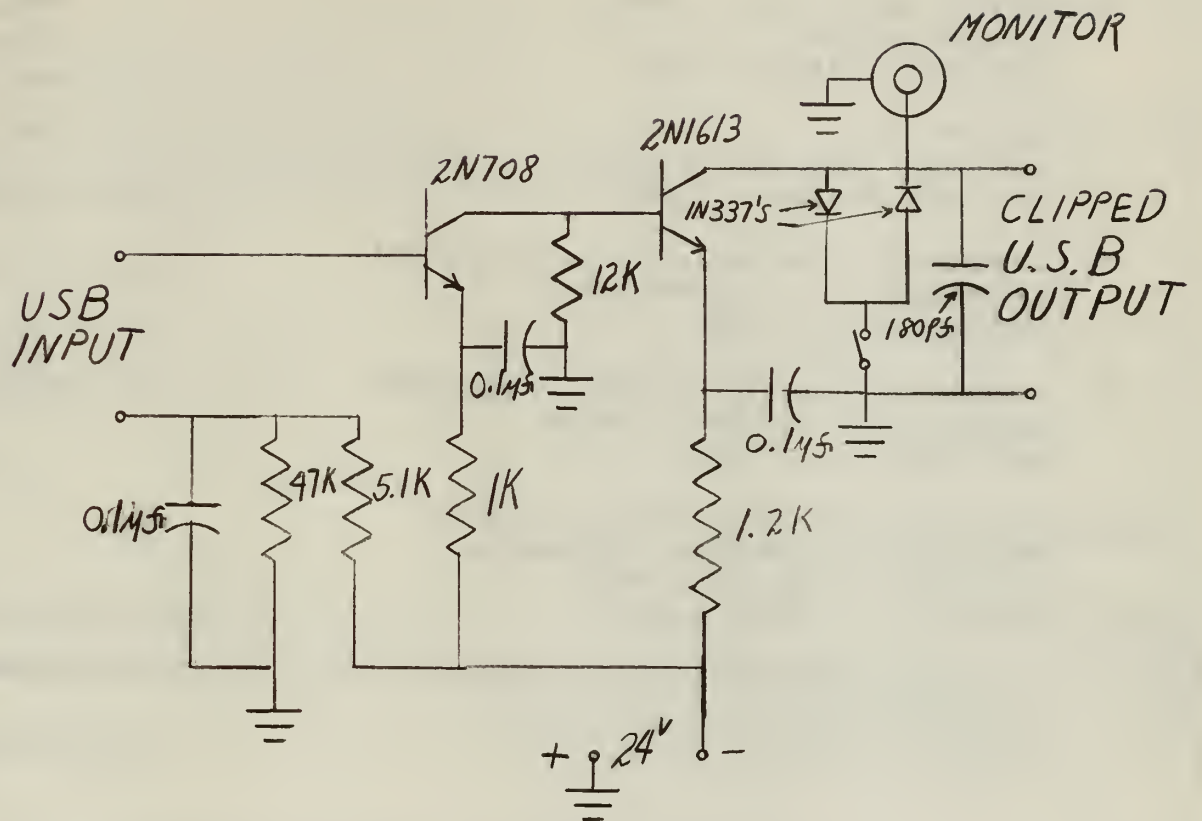 MONITOR
2N1613
2N708
1N337's
CLIPPED
U.S.B
OUTPUT
12K
180pf
USB
INPUT
0.1μf
0.1μf
47K
5.1K
1K
0.1μf
1.2K
+ 24V -